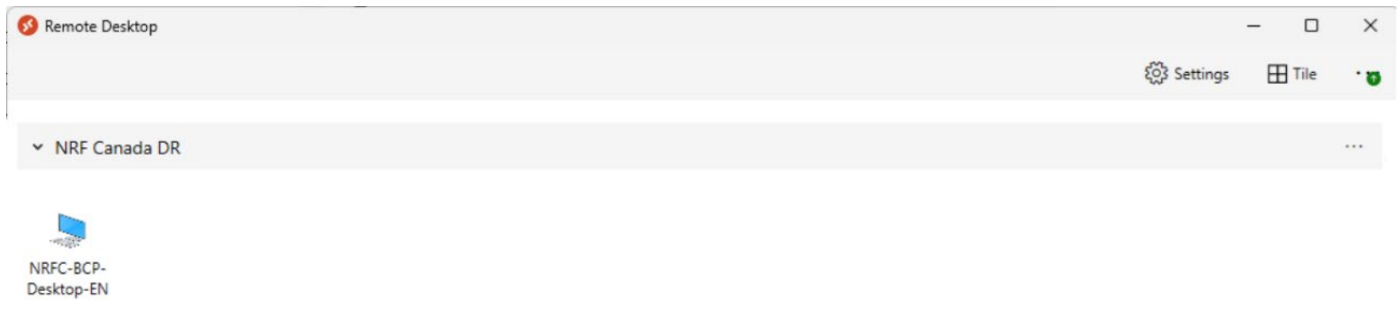 Remote Desktop
Settings
Tile
NRF Canada DR
NRFC-BCP-
Desktop-EN